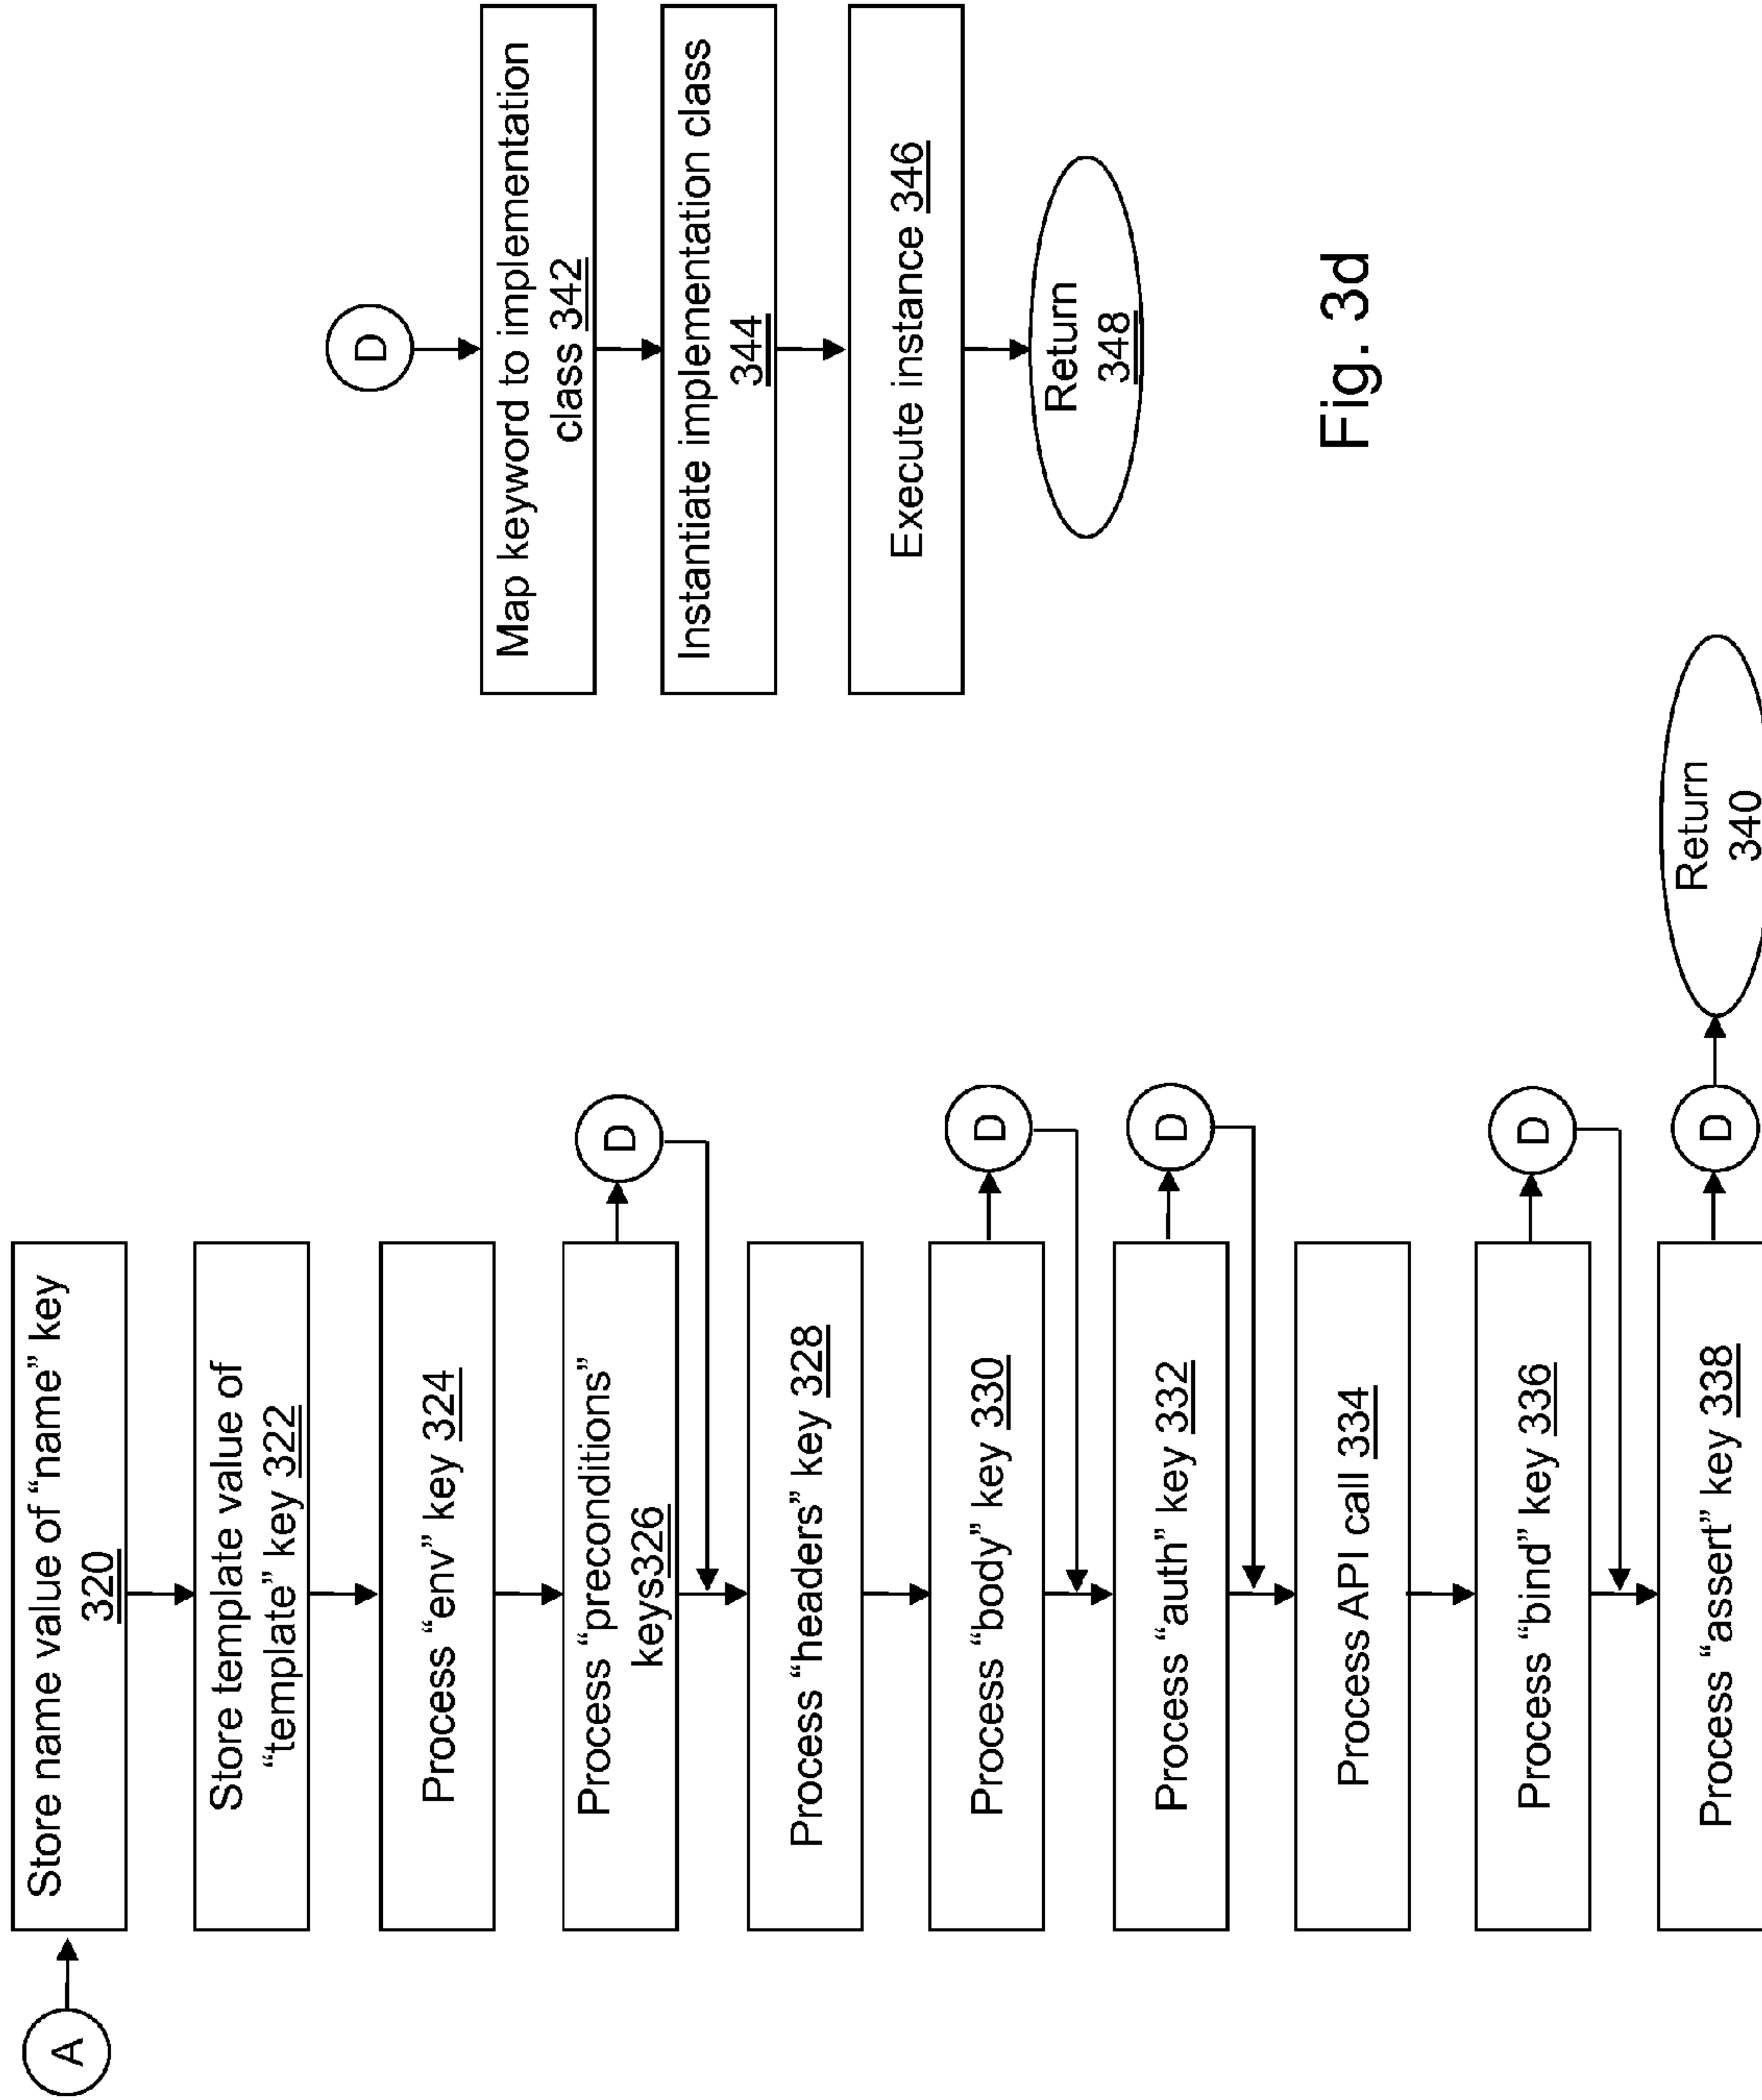 A
Store name value of “name” key
320
Store template value of
“template” key 322
Process “env” key 324
Process “preconditions”
keys326
D
Process “headers” key 328
Process “body” key 330
D
Process “auth” key 332
D
Process API call 334
Process “bind” key 336
D
Process “assert” key 338
D
Return
340
D
Map keyword to implementation
class 342
Instantiate implementation class
344
Execute instance 346
Return
348
Fig. 3d